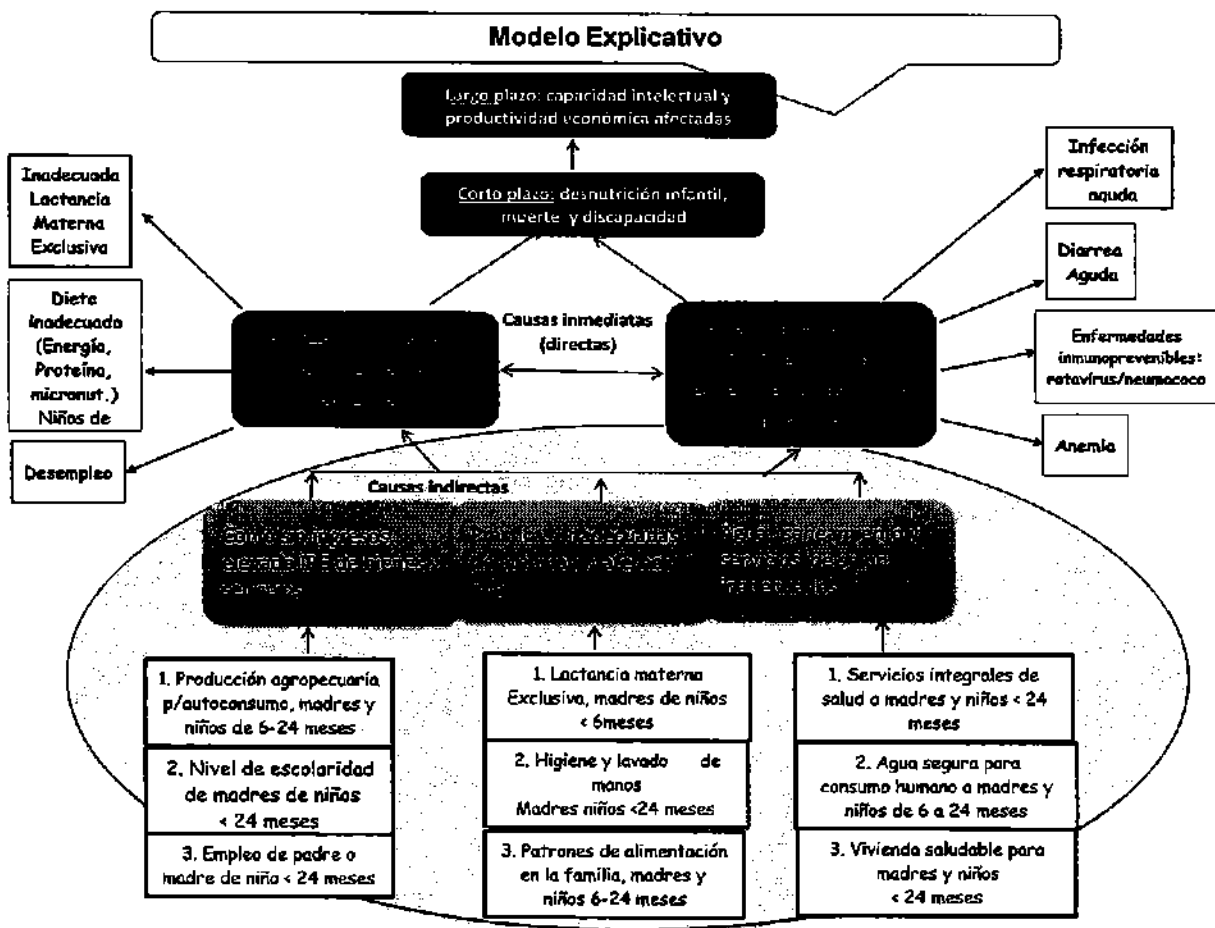 Modelo Explicativo
Largo plazo: capacidad intelectual y
productividad económica afectadas
Corto plazo: desnutrición infantil,
muerte y discapacidad
Inadecuada
Lactancia
Materna
Exclusiva
Dieta
inadecuada
(Energía,
Proteína,
micronut.)
Niños de
Desempleo
Causas inmediatas
(directas)
Infección
respiratoria
aguda
Diarrea
Aguda
Enfermedades
inmunoprevenibles:
rotavírus/neumococo
Anemia
Causas indirectas
ingresos
inadecuadas
servicios
1. Producción agropecuaría
p/autoconsumo, madres y
niños de 6-24 meses
2. Nivel de escolaridad
de madres de niños
< 24 meses
3. Empleo de padre o
madre de niño < 24 meses
1. Lactancia materna
Exclusiva, madres de niños
< 6meses
2. Higiene y lavado de
manos
Madres niños <24 meses
3. Patrones de alimentación
en la familia, madres y
niños 6-24 meses
1. Servicios integrales de
salud a madres y niños < 24
meses
2. Agua segura para
consumo humano a madres y
niños de 6 a 24 meses
3. Vivienda saludable para
madres y niños
< 24 meses